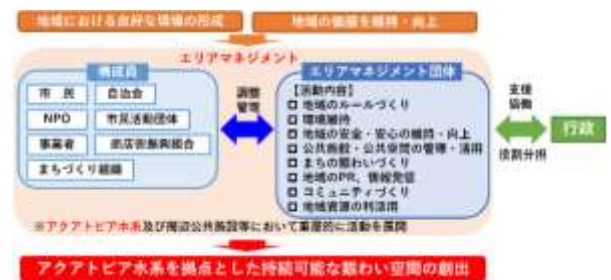 地域における良好な環境の形成
地域の価値を維持・向上
エリアマネジメント
構成員
市　民
自治会
NPO
市民活動団体
事業者
商店街振興組合
まちづくり組織
調整
管理
エリアマネジメント団体
【活動内容】
□ 地域のルールづくり
□ 環境維持
□ 地域の安全・安心の維持・向上
□ 公共施設・公共空間の管理・活用
□ まちの賑わいづくり
□ 地域のPR、情報発信
□ コミュニティづくり
□ 地域資源の利活用
支援
協働
役割分担
行政
※アクアトピア水系及び周辺公共施設等において重層的に活動を展開
アクアトピア水系を拠点とした持続可能な賑わい空間の創出